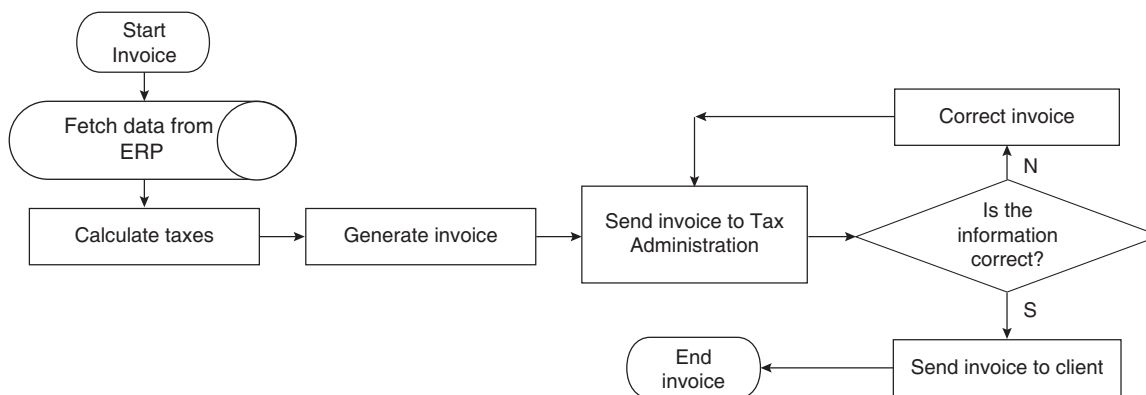 Start
Invoice
Fetch data from
ERP
Calculate taxes
Generate invoice
Send invoice to Tax
Administration
Correct invoice
N
Is the
information
correct?
S
Send invoice to client
End
invoice